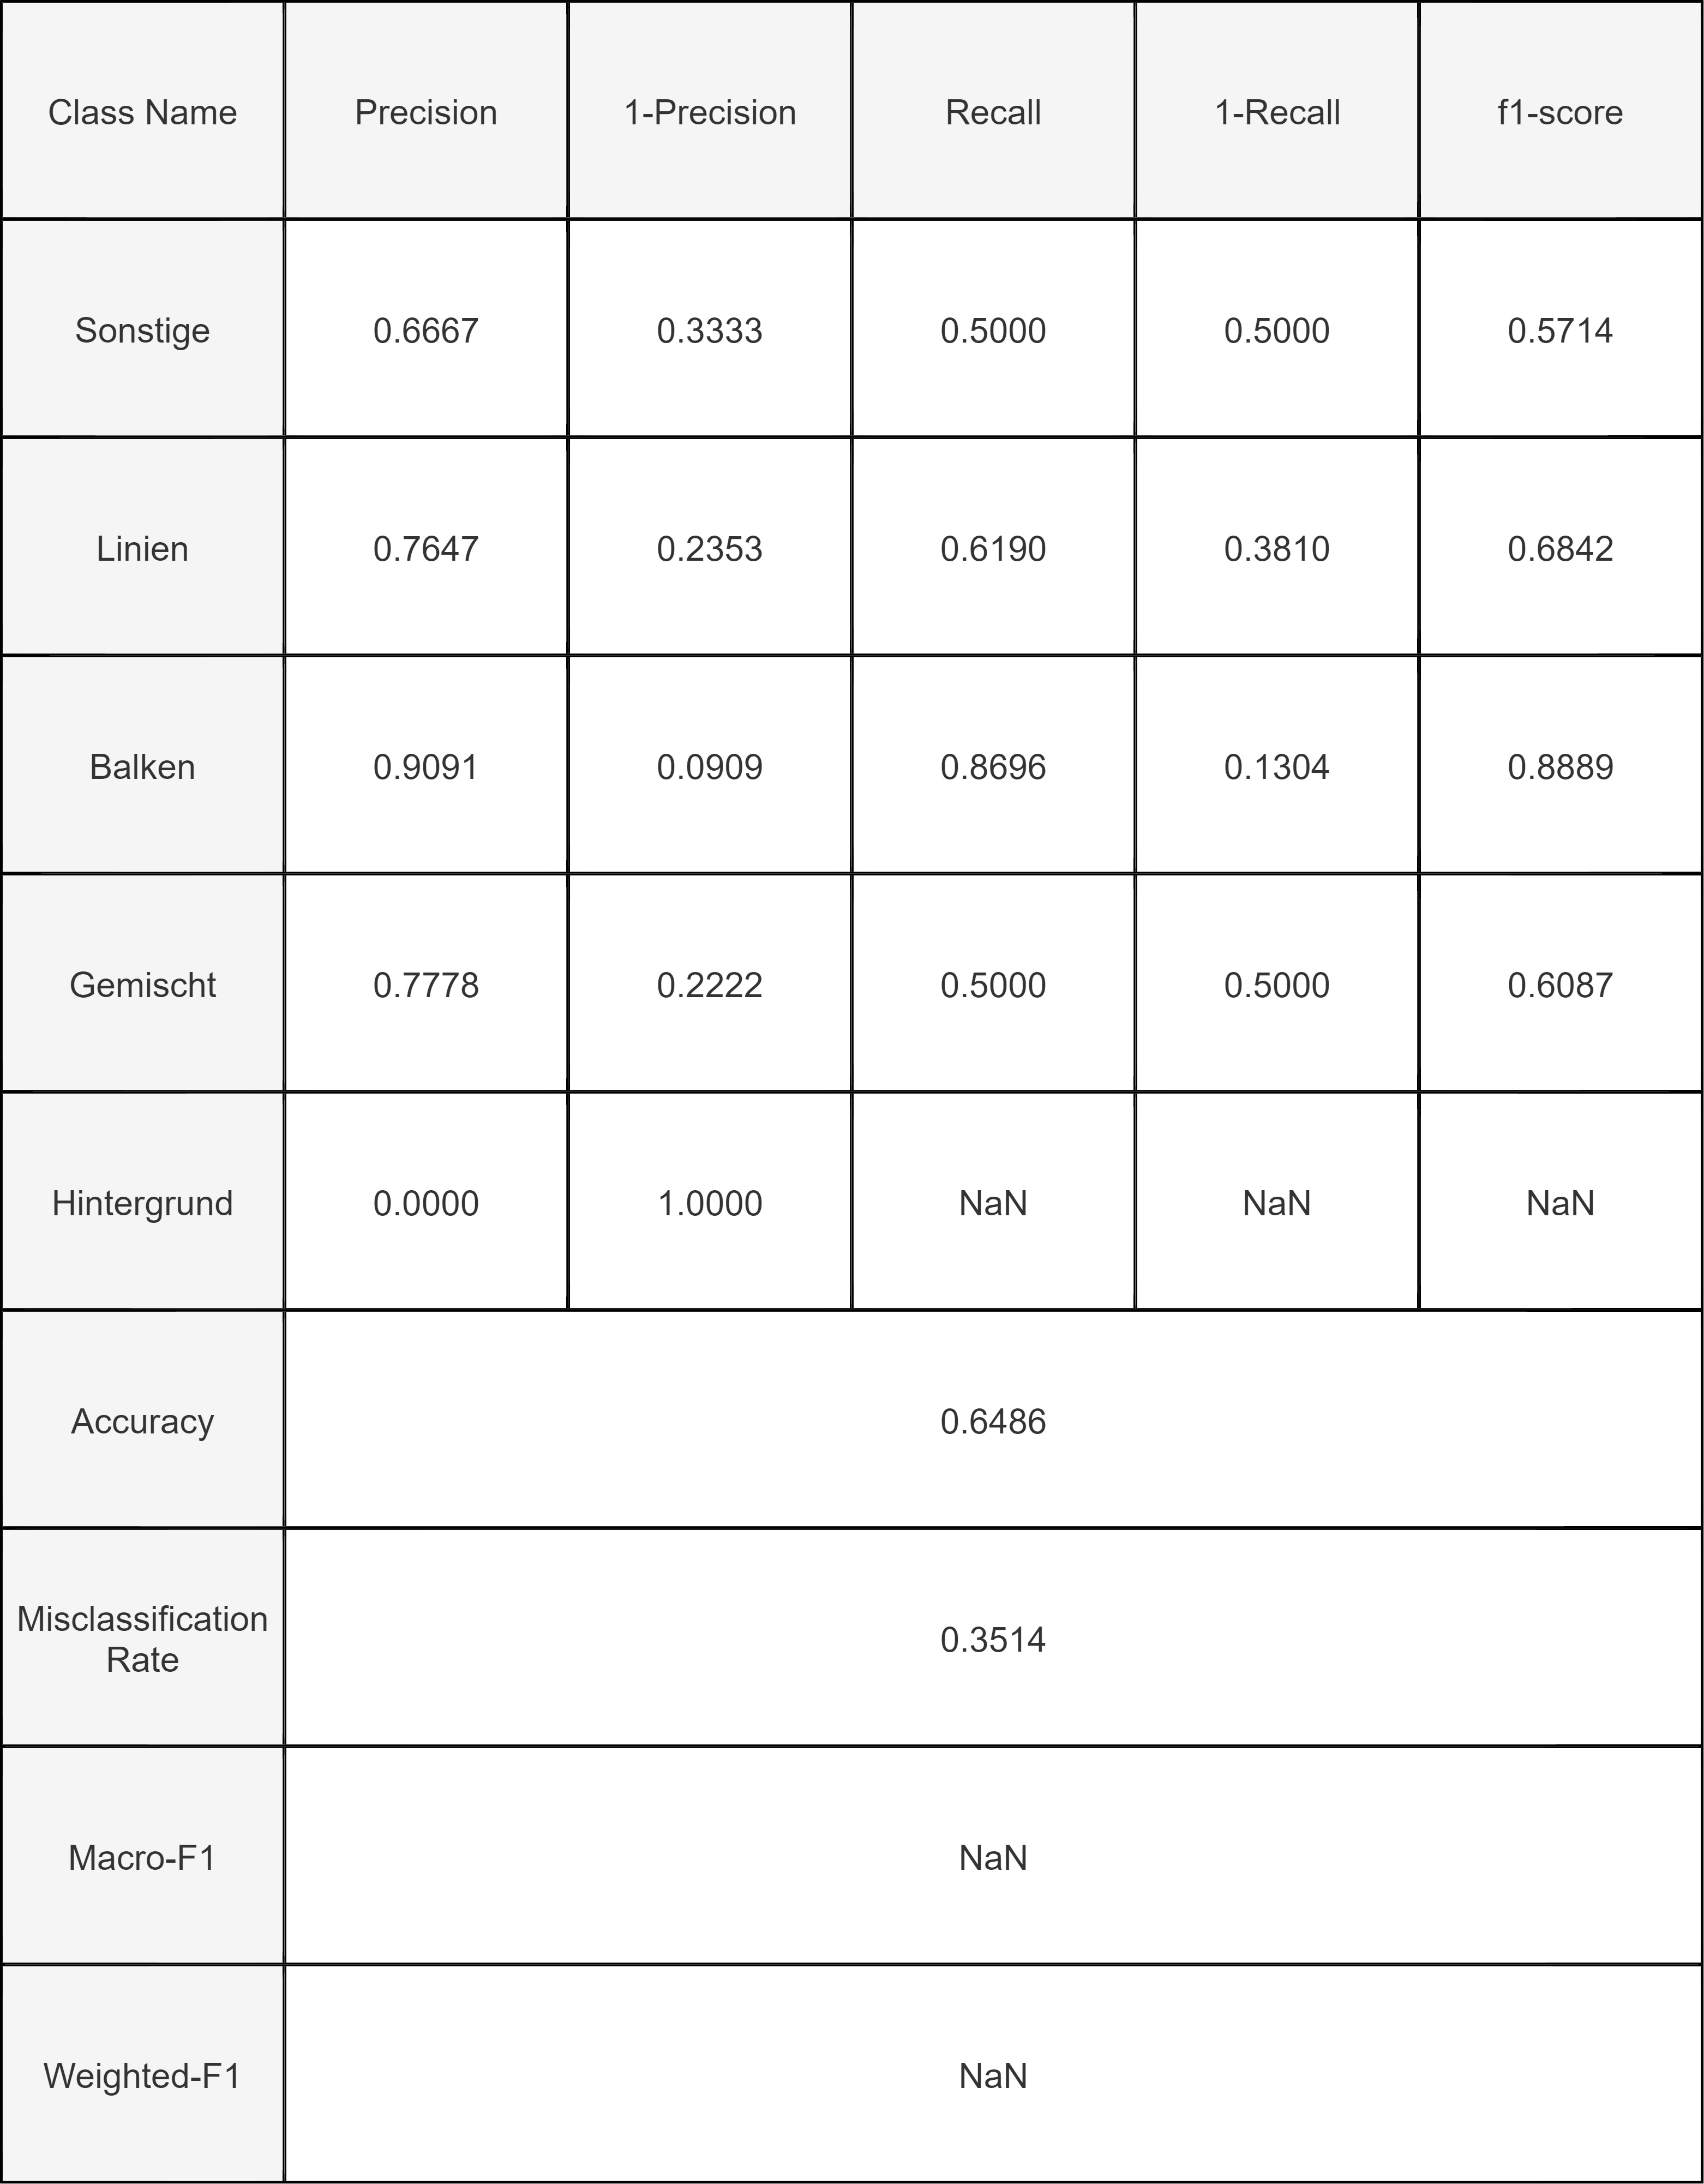 Class Name Precision 1-Precision Recall 1-Recall f1-score
Sonstige 0.6667 0.3333 0.5000 0.5000 0.5714
Linien 0.7647 0.2353 0.6190 0.3810 0.6842
Balken 0.9091 0.0909 0.8696 0.1304 0.8889
Gemischt 0.7778 0.2222 0.5000 0.5000 0.6087
Hintergrund 0.0000 1.0000 NaN NaN NaN
Accuracy 0.6486
Misclassification
Rate 0.3514
Macro-F1 NaN
Weighted-F1 NaN